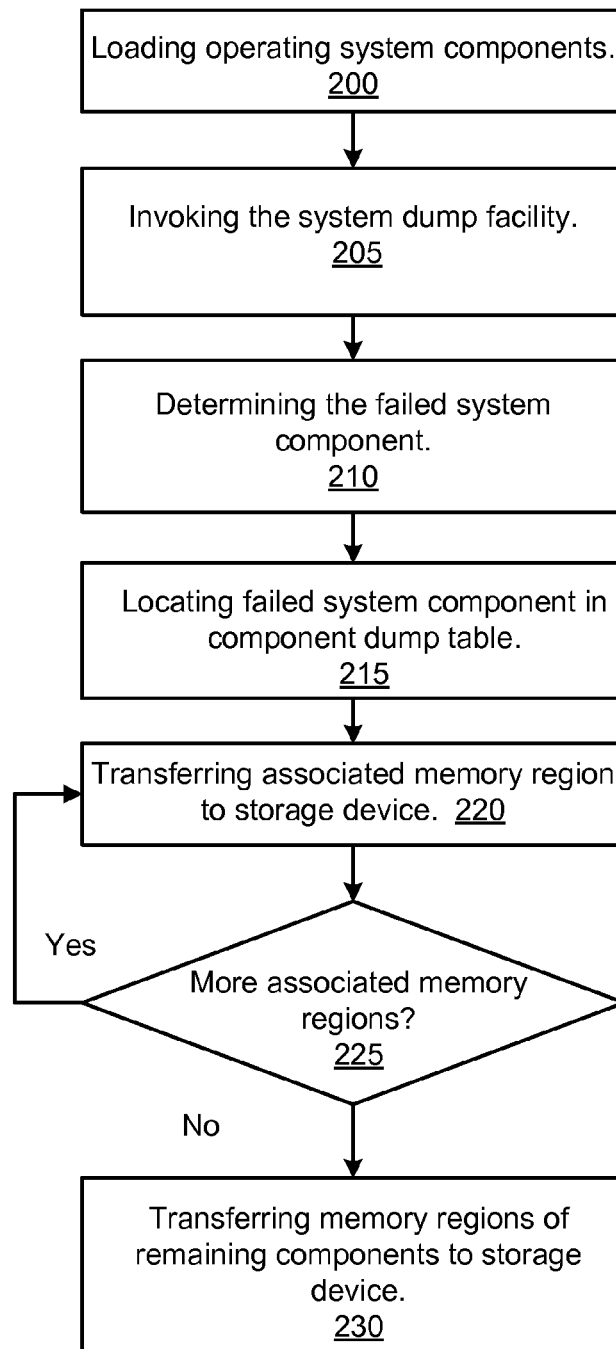 Loading operating system components.
200
Invoking the system dump facility.
205
Determining the failed system
component.
210
Locating failed system component in
component dump table.
215
Transferring associated memory region
to storage device. 220
Yes
More associated memory
regions?
225
No
Transferring memory regions of
remaining components to storage
device.
230